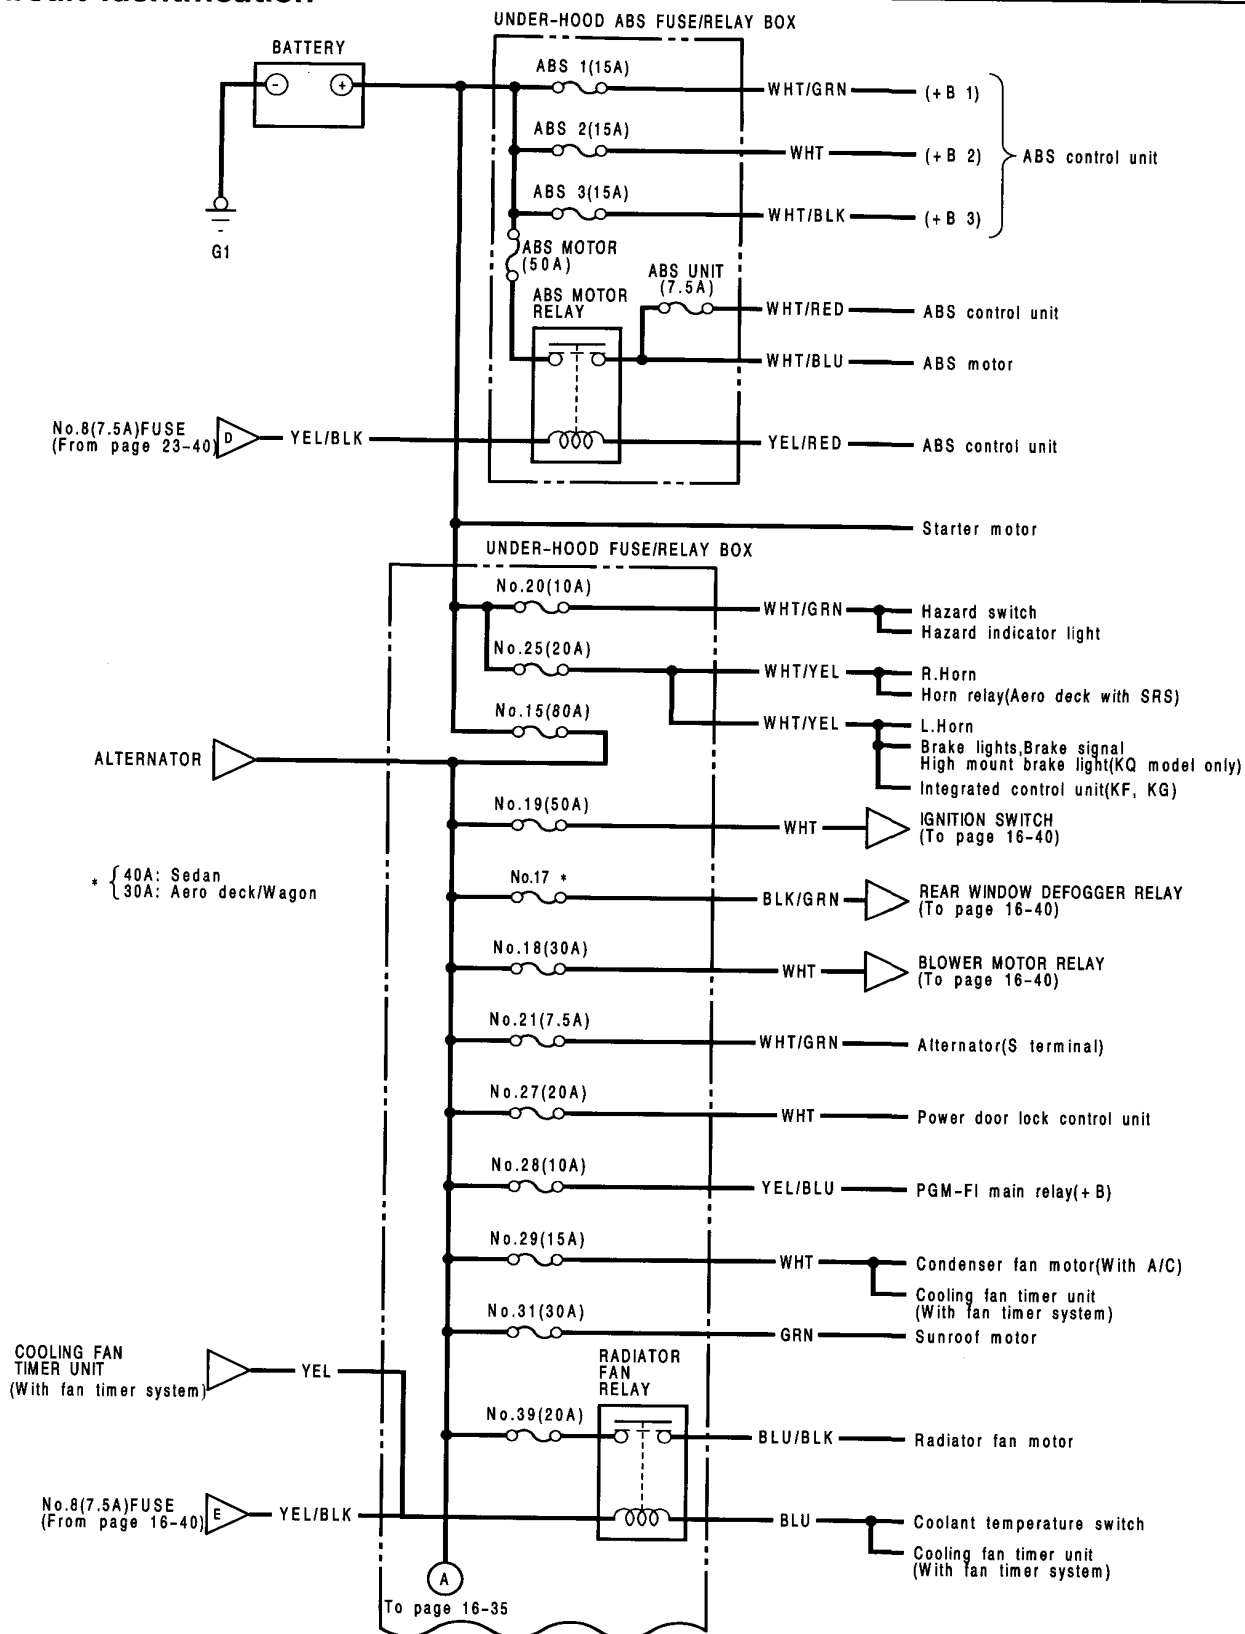 UNDER-HOOD ABS FUSE/RELAY BOX
BATTERY
ABS 1(15A)
- +
WHT/GRN
(+B 1)
ABS 2(15A)
WHT
(+B 2)
ABS control unit
ABS 3(15A)
WHT/BLK
(+B 3)
G1
ABS MOTOR
(50A)
ABS UNIT
(7.5A)
ABS MOTOR
RELAY
WHT/RED
ABS control unit
WHT/BLU
ABS motor
No.8(7.5A)FUSE
(From page 23-40)
D
YEL/BLK
YEL/RED
ABS control unit
Starter motor
UNDER-HOOD FUSE/RELAY BOX
No.20(10A)
WHT/GRN
Hazard switch
Hazard indicator light
No.25(20A)
WHT/YEL
R.Horn
Horn relay(Aero deck with SRS)
No.15(80A)
WHT/YEL
L.Horn
Brake lights,Brake signal
High mount brake light(KQ model only)
Integrated control unit(KF, KG)
ALTERNATOR
No.19(50A)
WHT
IGNITION SWITCH
(To page 16-40)
* { 40A: Sedan
30A: Aero deck/Wagon
No.17 *
BLK/GRN
REAR WINDOW DEFOGGER RELAY
(To page 16-40)
No.18(30A)
WHT
BLOWER MOTOR RELAY
(To page 16-40)
No.21(7.5A)
WHT/GRN
Alternator(S terminal)
No.27(20A)
WHT
Power door lock control unit
No.28(10A)
YEL/BLU
PGM-FI main relay(+B)
No.29(15A)
WHT
Condenser fan motor(With A/C)
Cooling fan timer unit
(With fan timer system)
No.31(30A)
GRN
Sunroof motor
COOLING FAN
TIMER UNIT
(With fan timer system)
YEL
RADIATOR
FAN
RELAY
No.39(20A)
BLU/BLK
Radiator fan motor
No.8(7.5A)FUSE
(From page 16-40)
E
YEL/BLK
BLU
Coolant temperature switch
Cooling fan timer unit
(With fan timer system)
A
To page 16-35